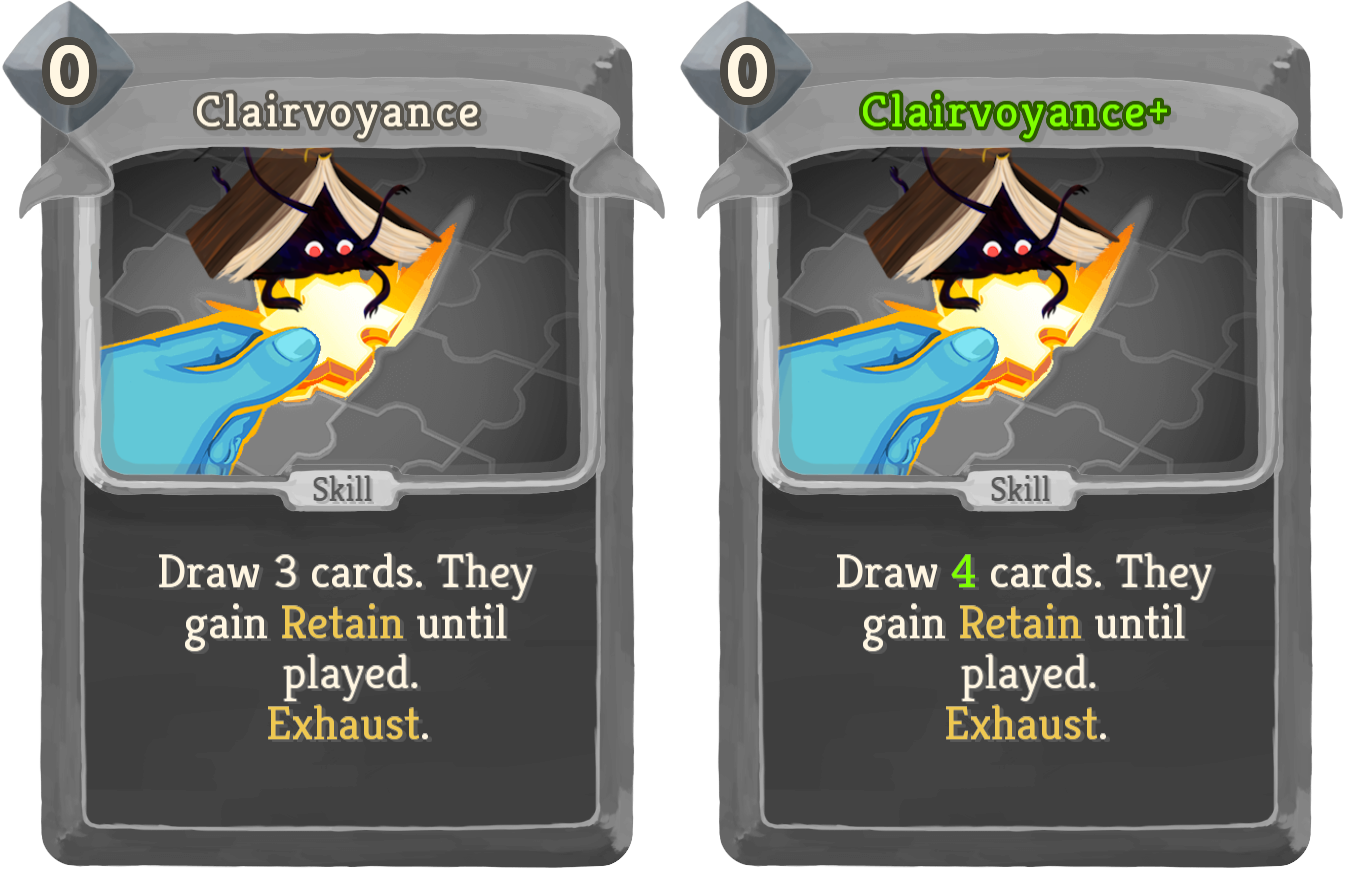 0
Clairvoyance
Skill
Draw 3 cards. They
gain Retain until
played.
Exhaust.
0
Clairvoyance+
Skill
Draw 4 cards. They
gain Retain until
played.
Exhaust.